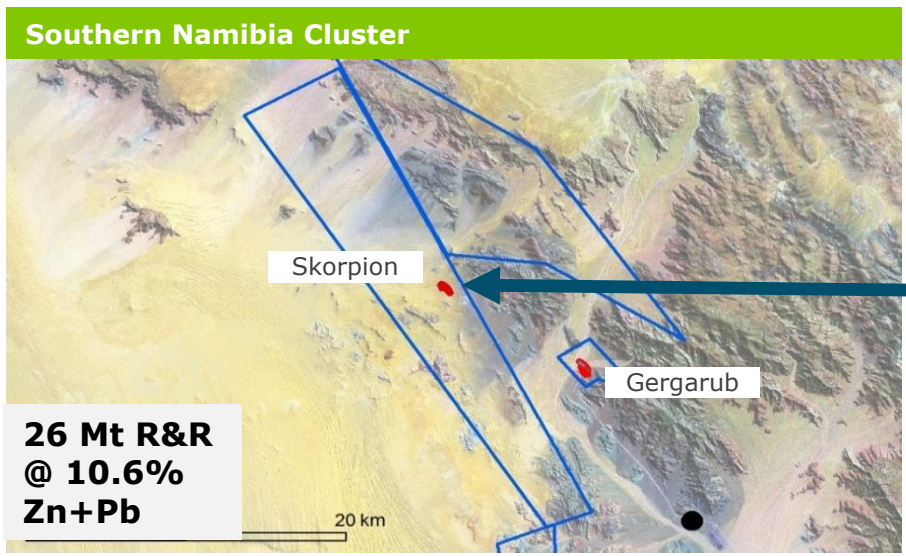 Southern Namibia Cluster
Skorpion
Gergarub
26 Mt R&R
@ 10.6%
Zn+Pb
20 km